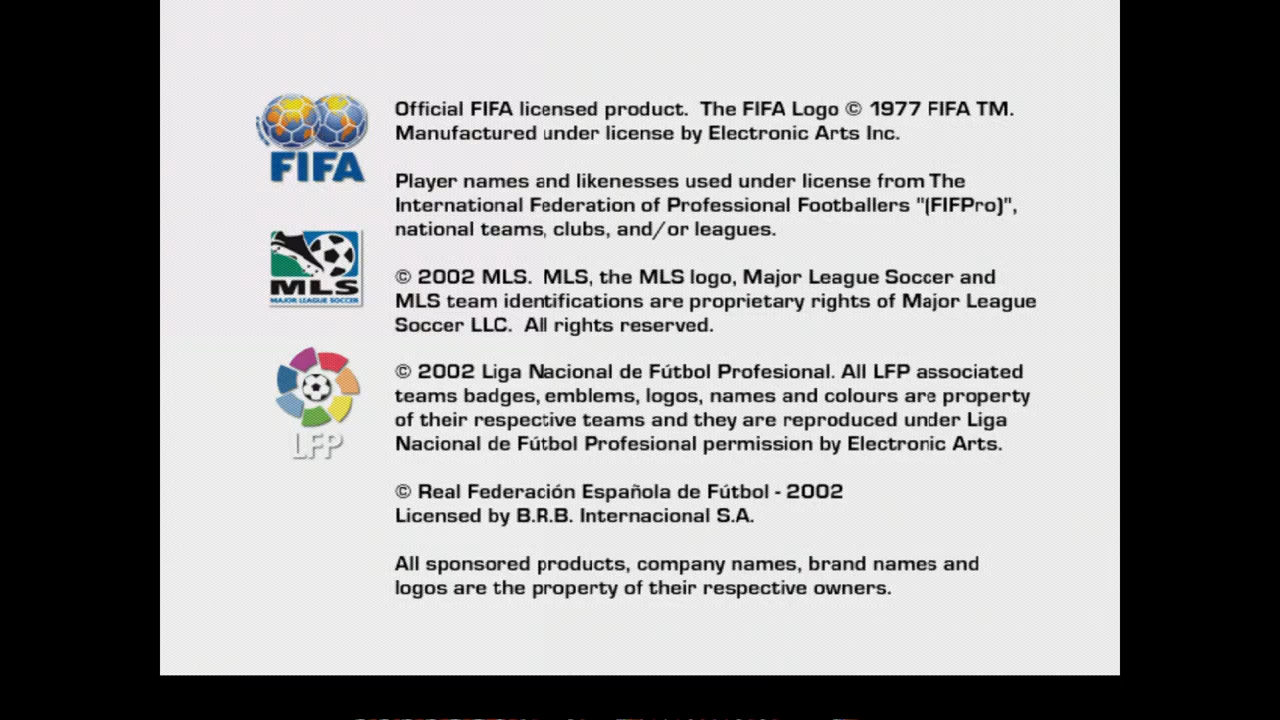 Official FIFA licensed product. The FIFA Logo © 1977 FIFA TM.
Manufactured under license by Electronic Arts Inc.
FIFA
Player names and likenesses used under license from The
International Federation of Professional Footballers "(FIFPro)",
national teams, clubs, and/or leagues.
© 2002 MLS. MLS, the MLS logo, Major League Soccer and
MLS team identifications are proprietary rights of Major League
Soccer LLC. All rights reserved.
MLS
MAJOR LEAGUE SOCCER
© 2002 Liga Nacional de Fútbol Profesional. All LFP associated
teams badges, emblems, logos, names and colours are property
of their respective teams and they are reproduced under Liga
Nacional de Fútbol Profesional permission by Electronic Arts.
LFP
© Real Federación Española de Fútbol - 2002
Licensed by B.R.B. Internacional S.A.
All sponsored products, company names, brand names and
logos are the property of their respective owners.